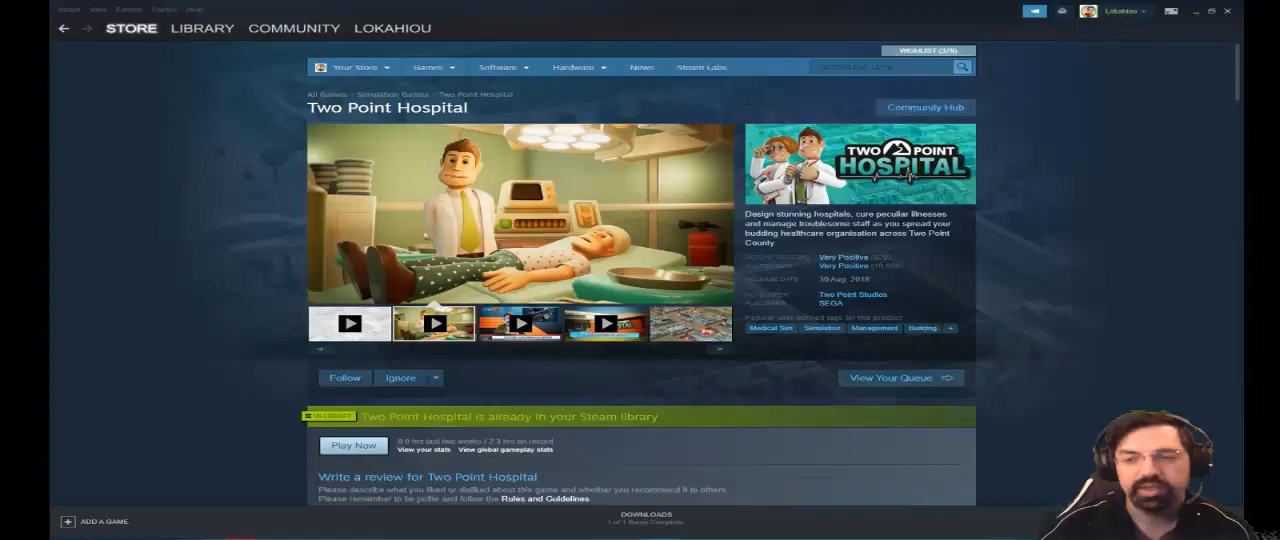 View
Games
Help
Lokahiou
STORE LIBRARY COMMUNITY LOKAHIOU
WISHLIST (376)
Your Store Games Software Hardware News Steam Labs
All Games Simulation Games Two Point Hospital
Two Point Hospital
Community Hub
TWO POINT
HOSPITAL
Design stunning hospitals, cure peculiar illnesses
and manage troublesome staff as you spread your
budding healthcare organisation across Two Point
County.
Very Positive
Very Positive
RELEASE DATE 30 Aug, 2018
Two Point Studios
SEGA
Popular user-defined tags for this product
Medical Sim Simulation Management Building +
Follow Ignore View Your Queue
IN LIBRARY Two Point Hospital is already in your Steam library
Play Now
0.0 hrs last two weeks / 2.3 hrs on record
View your stats View global gameplay stats
Write a review for Two Point Hospital
Please describe what you liked or disliked about this game and whether you recommend it to others.
Please remember to be polite and follow the Rules and Guidelines.
ADD A GAME
DOWNLOADS
1 of 1 Items Complete